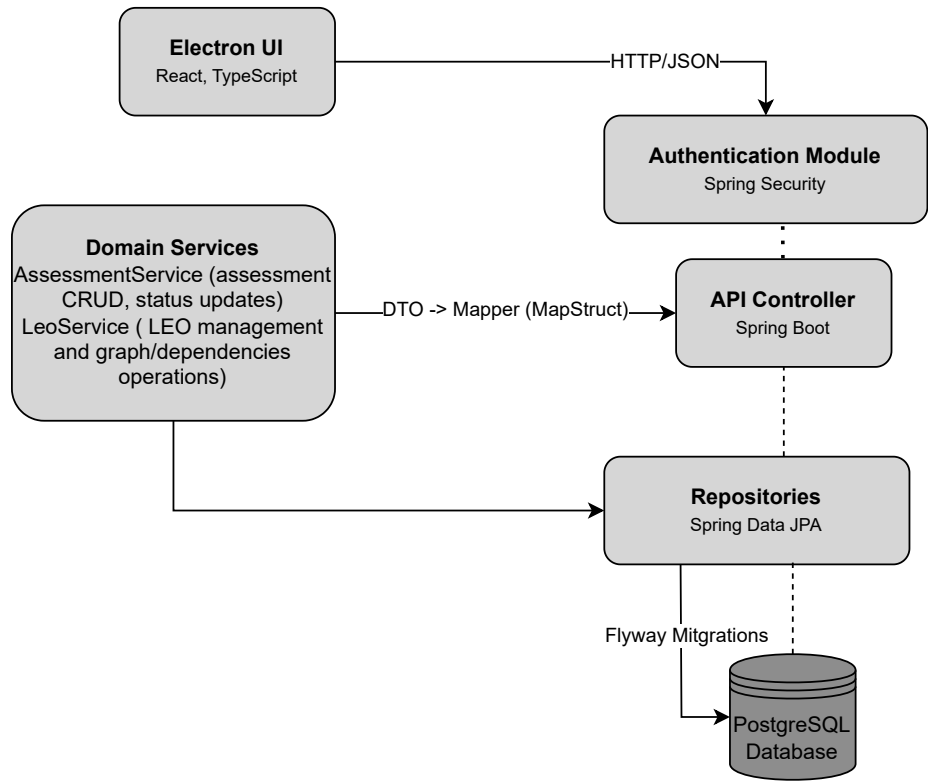 Electron UI
React, TypeScript
HTTP/JSON
Authentication Module
Spring Security
Domain Services
AssessmentService (assessment
CRUD, status updates)
LeoService ( LEO management
and graph/dependencies
operations)
DTO -> Mapper (MapStruct)
API Controller
Spring Boot
Repositories
Spring Data JPA
Flyway Mitgrations
PostgreSQL
Database